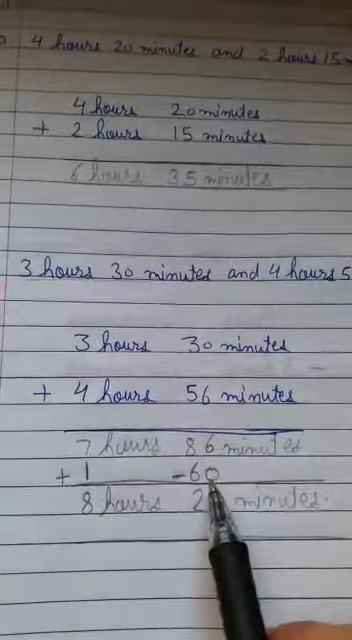 4 hours 20 minutes and 2 hours 15 m
4 hours 20 minutes
+ 2 hours 15 minutes
6 hours 35 minutes
3 hours 30 minutes and 4 hours 5
3 hours 30 minutes
+ 4 hours 56 minutes
7 hours 86 minutes
+ 1 - 60
8 hours 2 minutes.